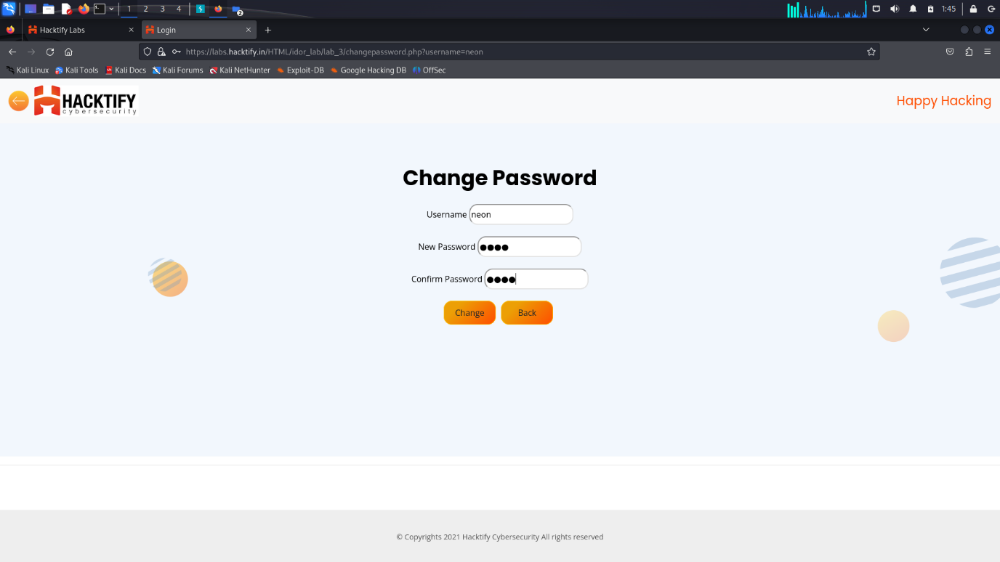 1 2 3 4 2 1:45
Hacktify Labs Login
https://labs.hacktify.in/HTML/idor_lab/lab_3/changepassword.php?username=neon
Kali Linux Kali Tools Kali Docs Kali Forums Kali NetHunter Exploit-DB Google Hacking DB OffSec
HACKTIFY
cybersecurity
Happy Hacking
Change Password
Username neon
New Password ●●●●
Confirm Password ●●●●
Change Back
© Copyrights 2021 Hacktify Cybersecurity All rights reserved